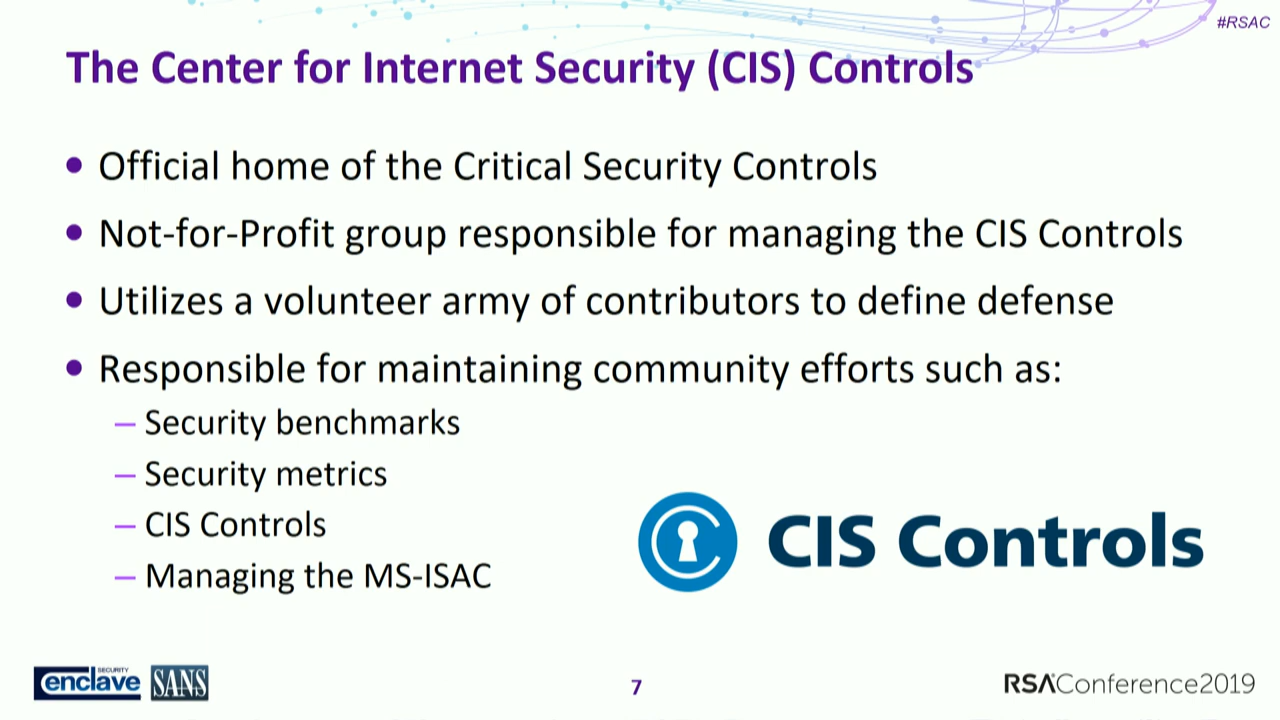 #RSAC
The Center for Internet Security (CIS) Controls
• Official home of the Critical Security Controls
• Not-for-Profit group responsible for managing the CIS Controls
• Utilizes a volunteer army of contributors to define defense
• Responsible for maintaining community efforts such as:
– Security benchmarks
– Security metrics
– CIS Controls
– Managing the MS-ISAC
CIS Controls
SECURITY
enclave
SANS
7
RSAConference2019